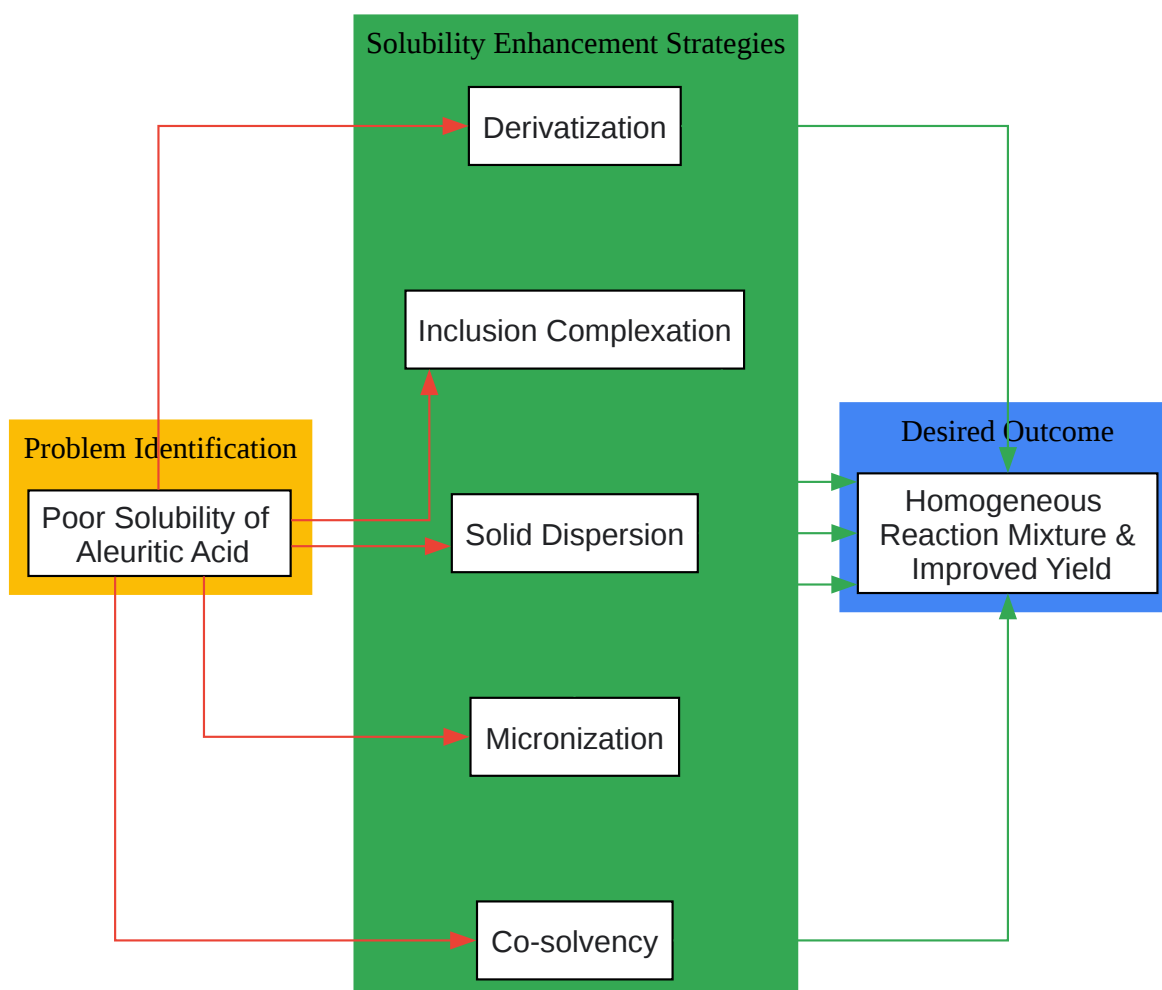 Solubility Enhancement Strategies
Derivatization
Inclusion Complexation
Problem Identification
Poor Solubility of
Aleuritic Acid
Solid Dispersion
Micronization
Co-solvency
Desired Outcome
Homogeneous
Reaction Mixture &
Improved Yield